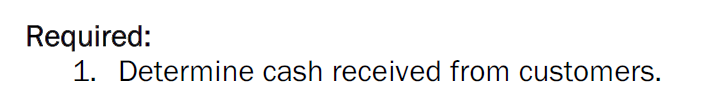 Required:
1. Determine cash received from customers.